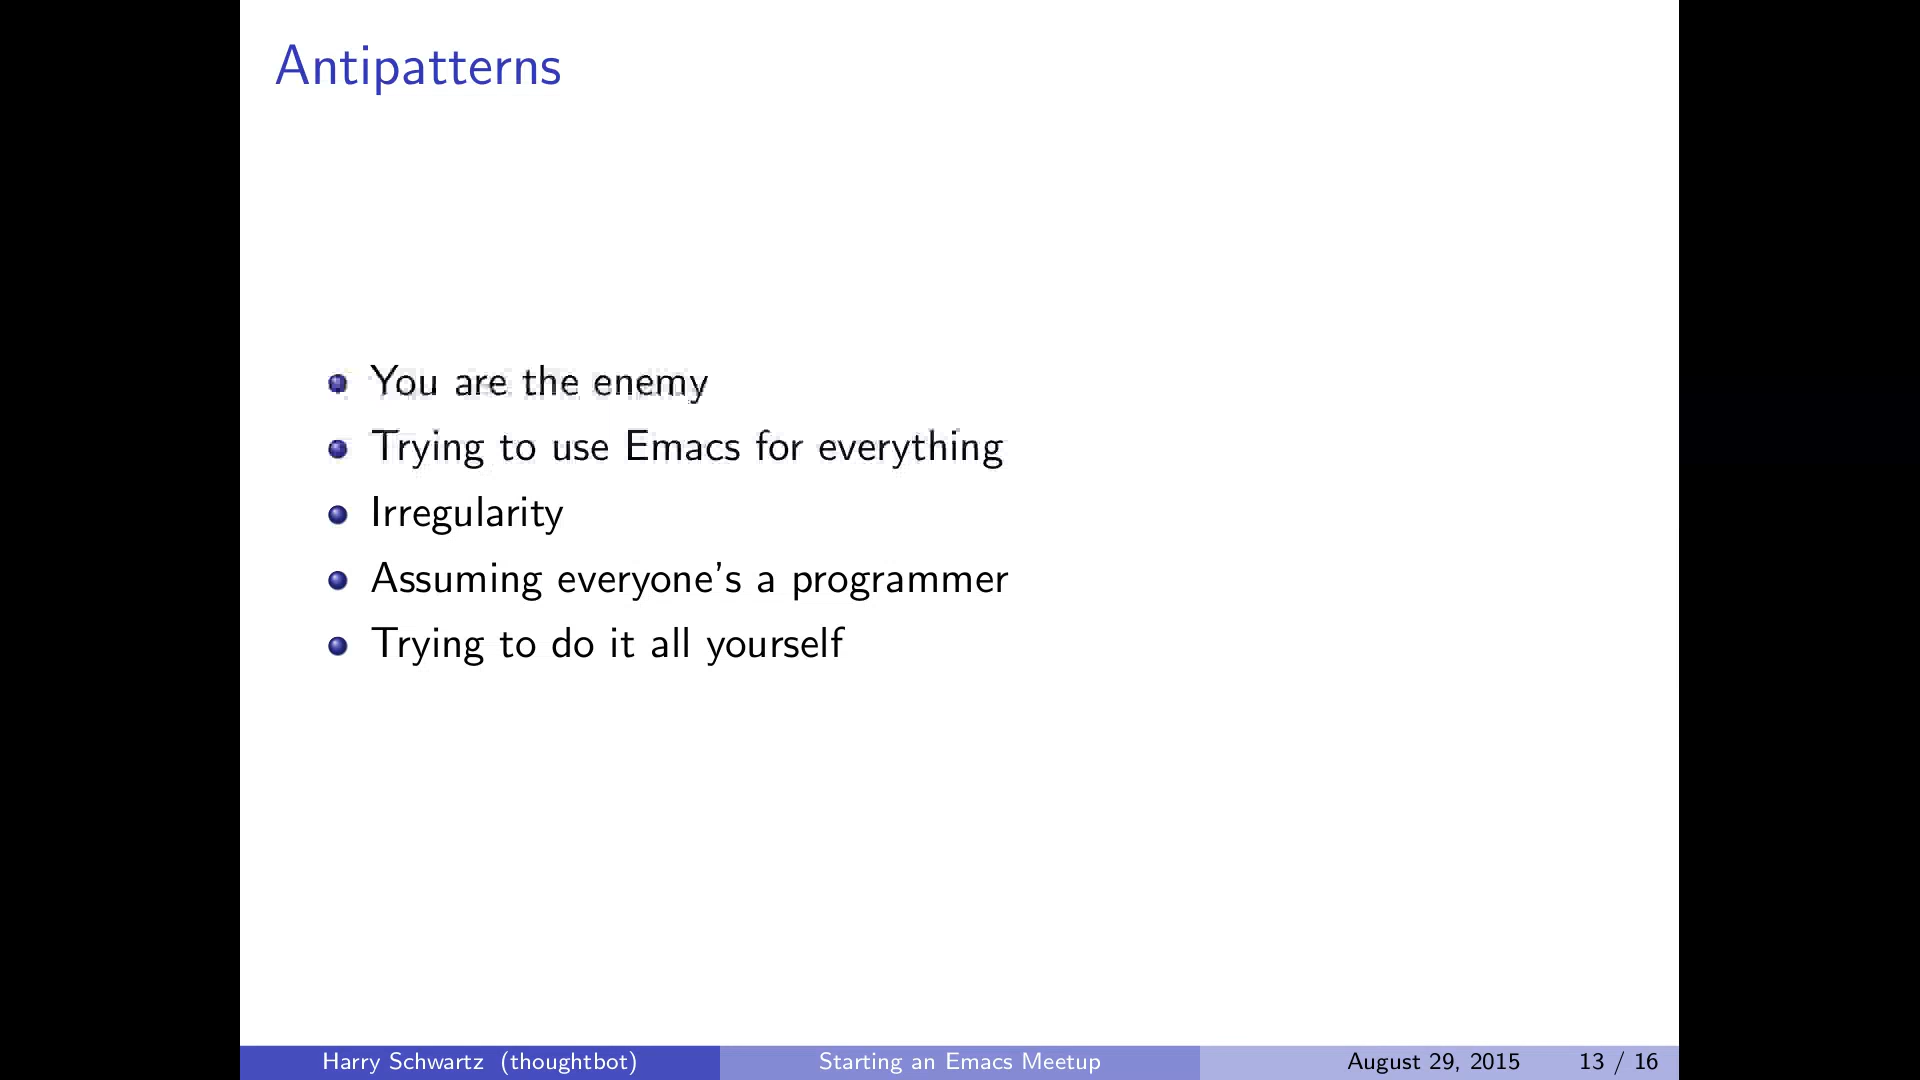 Antipatterns
You are the enemy
Trying to use Emacs for everything
Irregularity
Assuming everyone's a programmer
Trying to do it all yourself
Harry Schwartz (thoughtbot) Starting an Emacs Meetup August 29, 2015 13 / 16